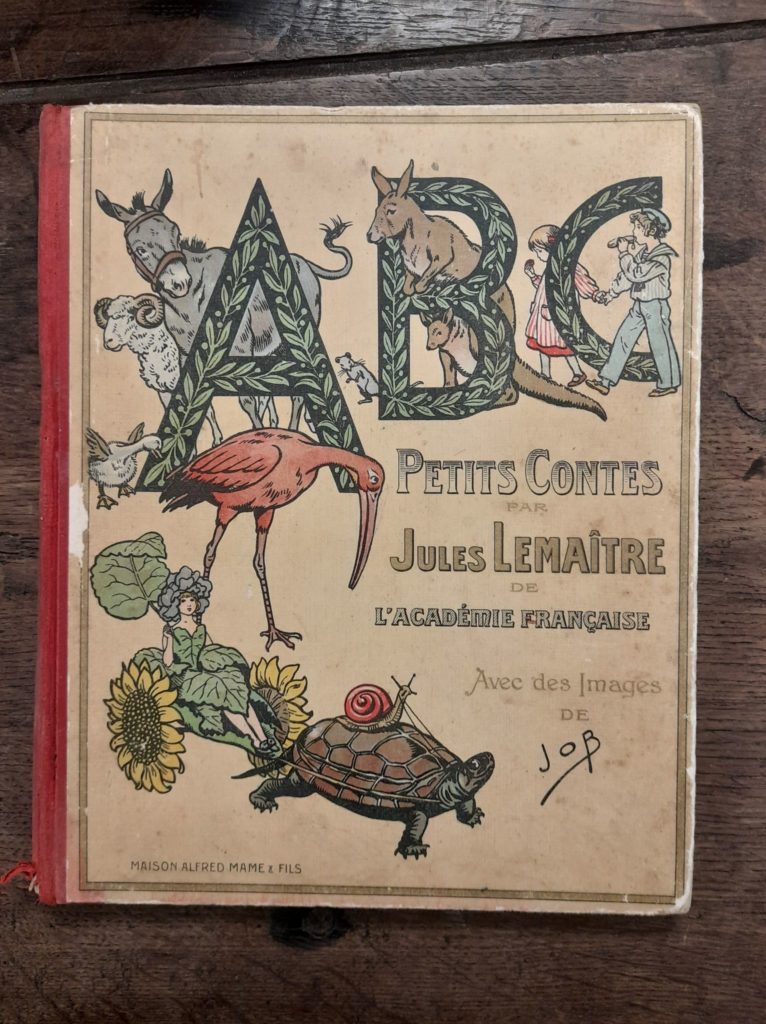 ABC
PETITS CONTES
PAR
JULES LEMAÎTRE
DE
L'ACADÉMIE FRANÇAISE
Avec des Images
DE
JOB
MAISON ALFRED MAME & FILS